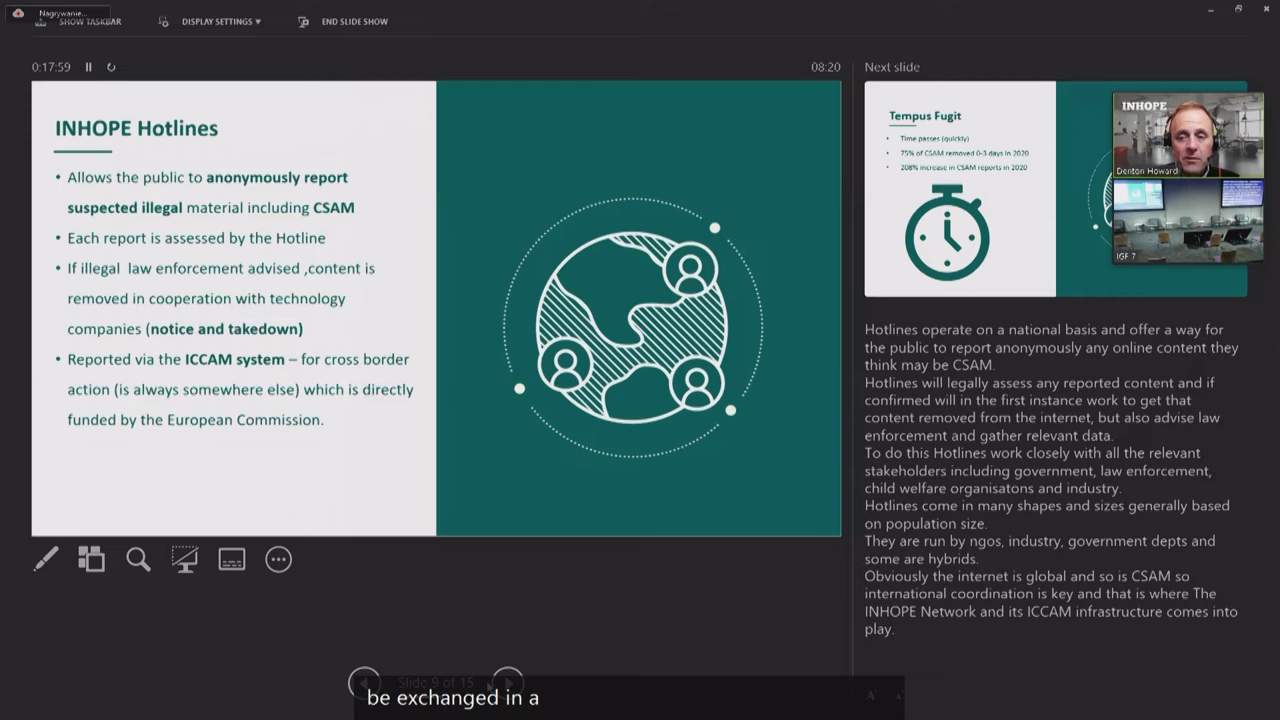 Nagrywanie...
SHOW TASKBAR
DISPLAY SETTINGS ▼
END SLIDE SHOW
0:17:59
08:20
INHOPE Hotlines
• Allows the public to anonymously report
suspected illegal material including CSAM
• Each report is assessed by the Hotline
• If illegal law enforcement advised ,content is
removed in cooperation with technology
companies (notice and takedown)
• Reported via the ICCAM system – for cross border
action (is always somewhere else) which is directly
funded by the European Commission.
Slide 9 of 15
be exchanged in a
Next slide
Tempus Fugit
• Time passes (quickly)
• 75% of CSAM removed 0-3 days in 2020
• 208% increase in CSAM reports in 2020
INHOPE
Denton Howard
IGF 7
Hotlines operate on a national basis and offer a way for
the public to report anonymously any online content they
think may be CSAM.
Hotlines will legally assess any reported content and if
confirmed will in the first instance work to get that
content removed from the internet, but also advise law
enforcement and gather relevant data.
To do this Hotlines work closely with all the relevant
stakeholders including government, law enforcement,
child welfare organisatons and industry.
Hotlines come in many shapes and sizes generally based
on population size.
They are run by ngos, industry, government depts and
some are hybrids.
Obviously the internet is global and so is CSAM so
international coordination is key and that is where The
INHOPE Network and its ICCAM infrastructure comes into
play.
A